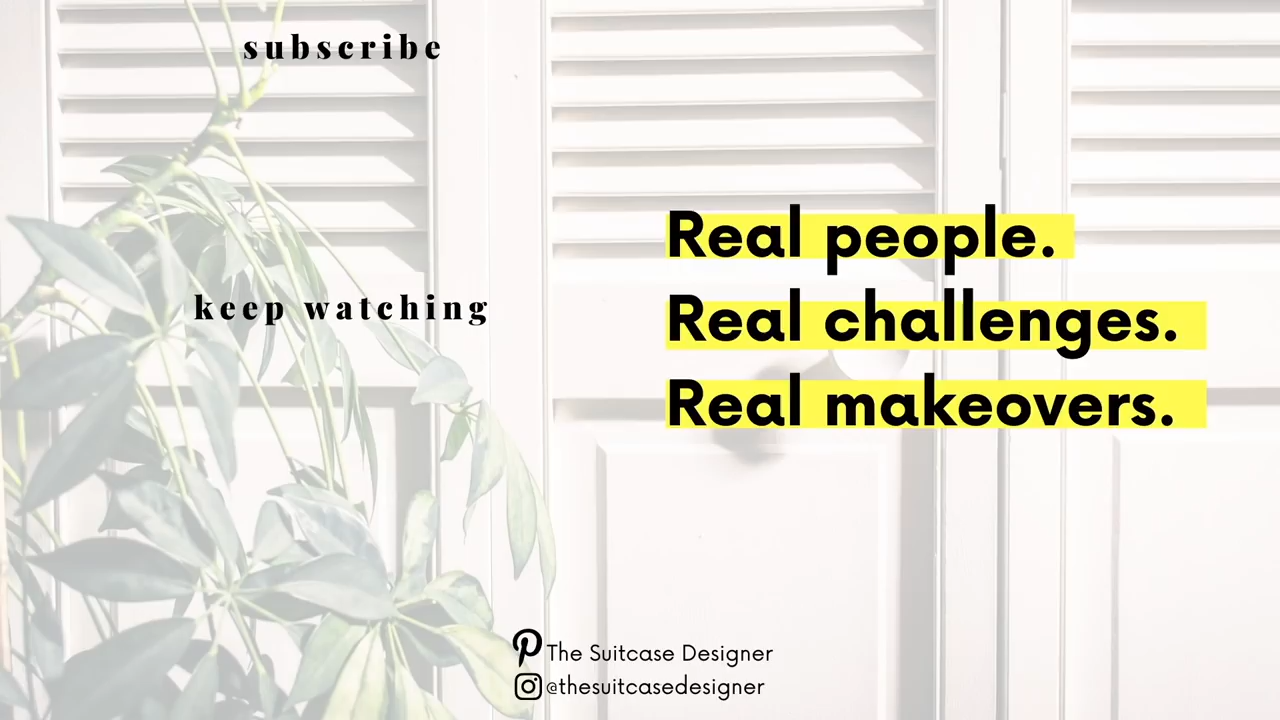 subscribe
keep watching
Real people.
Real challenges.
Real makeovers.
The Suitcase Designer
@thesuitcasedesigner